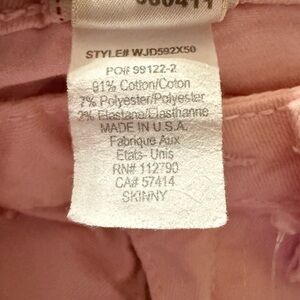 STYLE# WJD592X50
PO# 99122-2
91% Cotton/Coton
7% Polyester/Polyester
2% Elastane/Elasthanne
MADE IN U.S.A.
Fabrique Aux
Etats- Unis
RN# 112790
CA# 57414
SKINNY